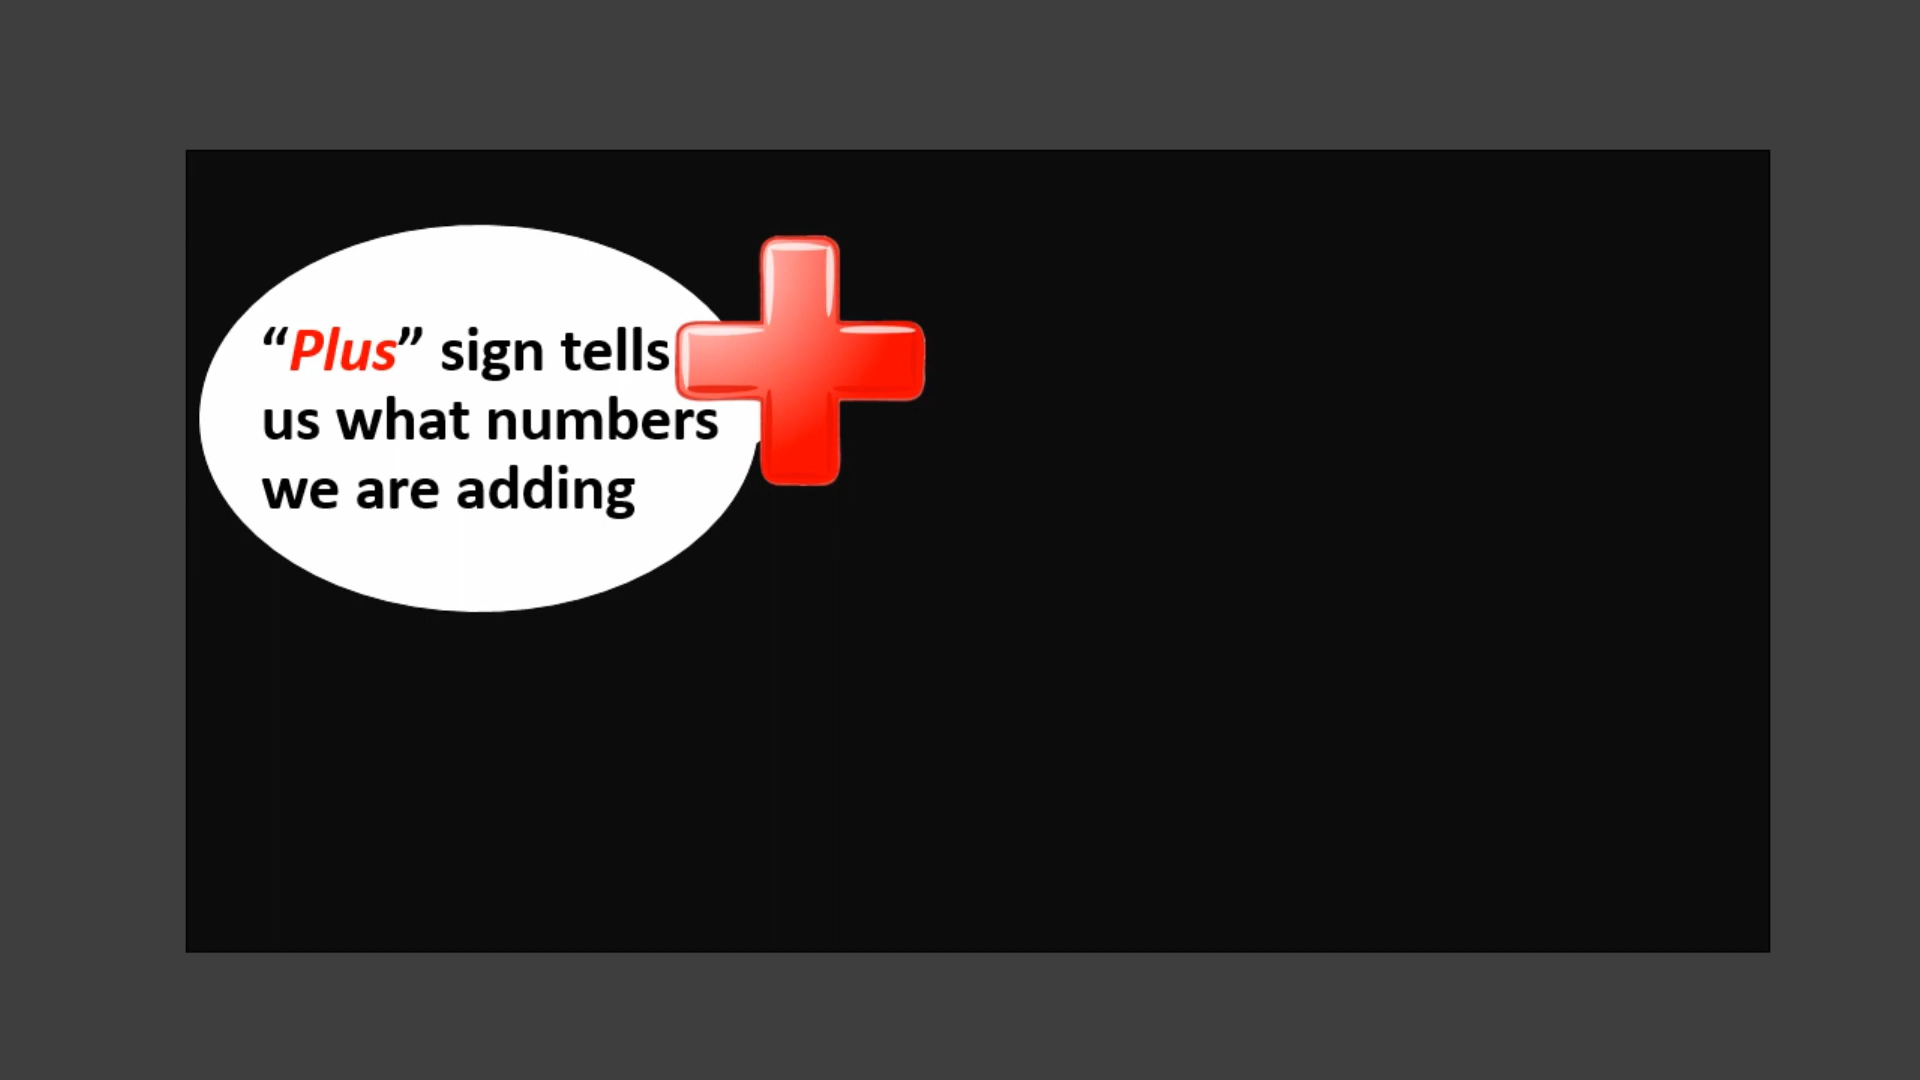 “Plus” sign tells
us what numbers
we are adding